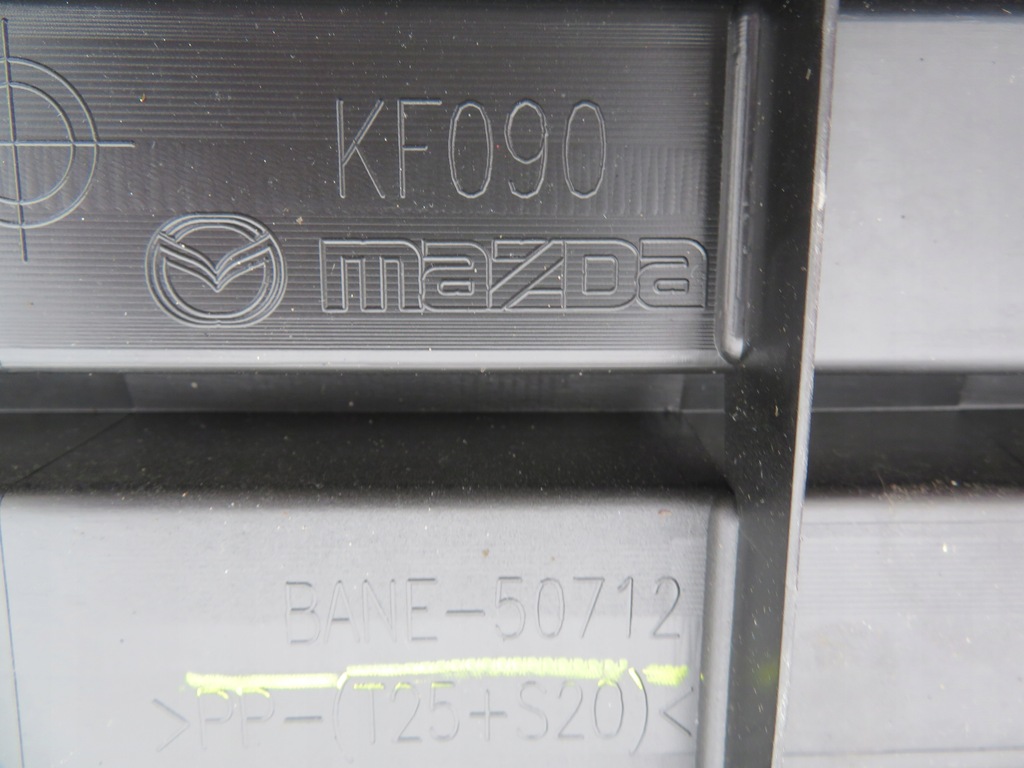 KF090
mazDa
BANE-50712
>PP-(T25+S20)<